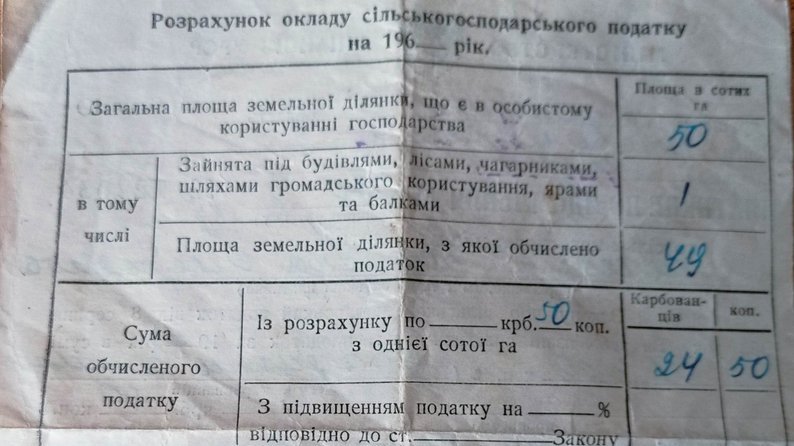 Розрахунок окладу сільськогосподарського податку
на 196___ рік.
Площа в сотих
га
Загальна площа земельної ділянки, що є в особистому
користуванні господарства
50
в тому
числі
Зайнята під будівлями, лісами, чагарниками,
шляхами громадського користування, ярами
та балками
1
Площа земельної ділянки, з якої обчислено
податок
49
Сума
обчисленого
податку
Із розрахунку по ______ крб. 50 коп.
з однієї сотої га
Карбован-
ців
коп.
24 50
З підвищенням податку на ______ %
відповідно до ст. ______ Закону